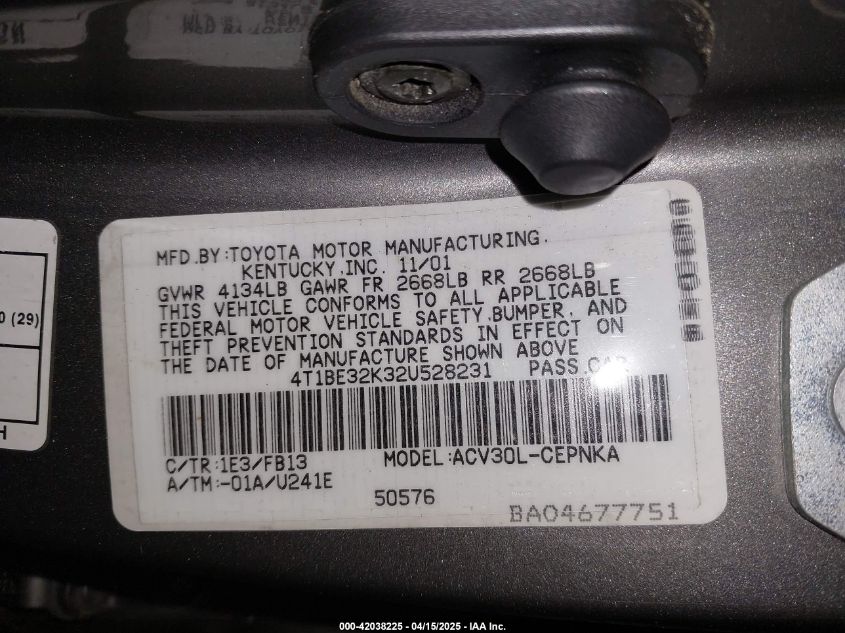 MFD.BY:TOYOTA MOTOR MANUFACTURING.
KENTUCKY,INC. 11/01
GVWR 4134LB GAWR FR 2668LB RR 2668LB
THIS VEHICLE CONFORMS TO ALL APPLICABLE
FEDERAL MOTOR VEHICLE SAFETY,BUMPER, AND
THEFT PREVENTION STANDARDS IN EFFECT ON
THE DATE OF MANUFACTURE SHOWN ABOVE
4T1BE32K32U528231 PASS.CAR
C/TR:1E3/FB13 MODEL:ACV30L-CEPNKA
A/TM:-01A/U241E
50576
BA04677751
0 (29)
H
000-42038225 - 04/15/2025 - IAA Inc.